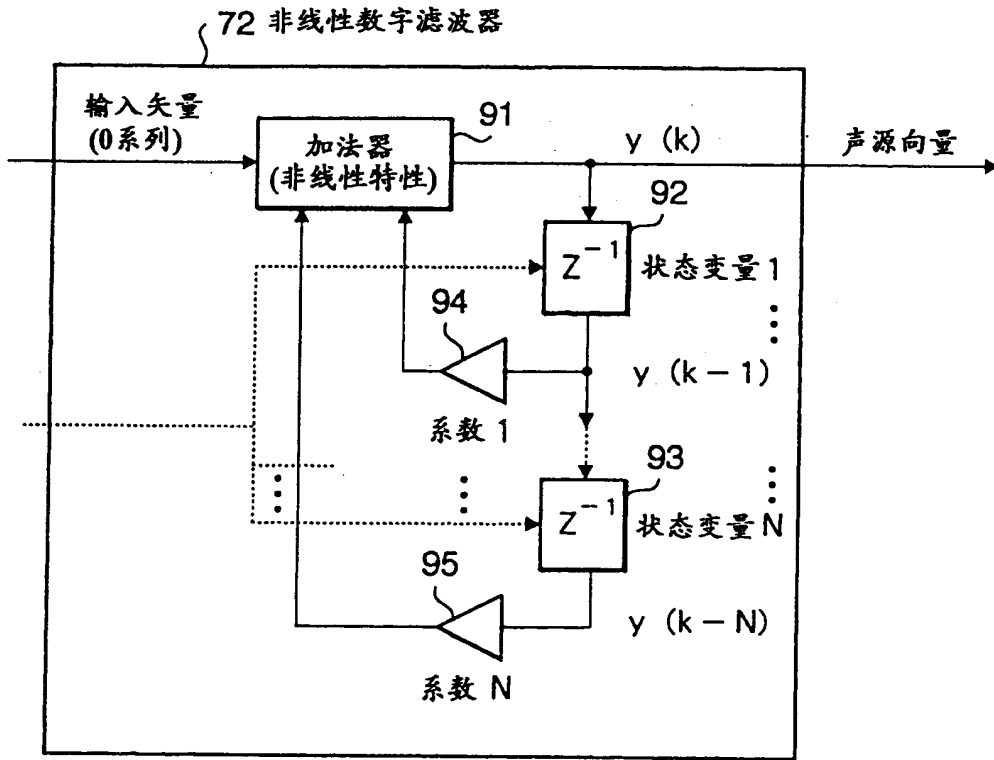 72 非线性数字滤波器
输入矢量
(0系列)
91
加法器
(非线性特性)
y (k)
声源向量
92
Z⁻¹
状态变量1
94
y (k-1)
系数 1
93
Z⁻¹
状态变量N
95
y (k-N)
系数 N